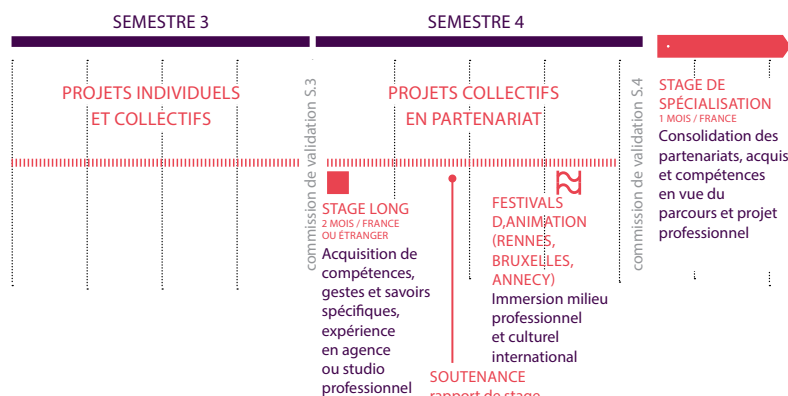 SEMESTRE 3
SEMESTRE 4
PROJETS INDIVIDUELS
ET COLLECTIFS
commission de validation S.3
PROJETS COLLECTIFS
EN PARTENARIAT
commission de validation S.4
STAGE DE
SPÉCIALISATION
1 MOIS / FRANCE
Consolidation des
partenariats, acquis
et compétences
en vue du
parcours et projet
professionnel
STAGE LONG
2 MOIS / FRANCE
OU ÉTRANGER
Acquisition de
compétences,
gestes et savoirs
spécifiques,
expérience
en agence
ou studio
professionnel
SOUTENANCE
rapport de stage
FESTIVALS
D,ANIMATION
(RENNES,
BRUXELLES,
ANNECY)
Immersion milieu
professionnel
et culturel
international